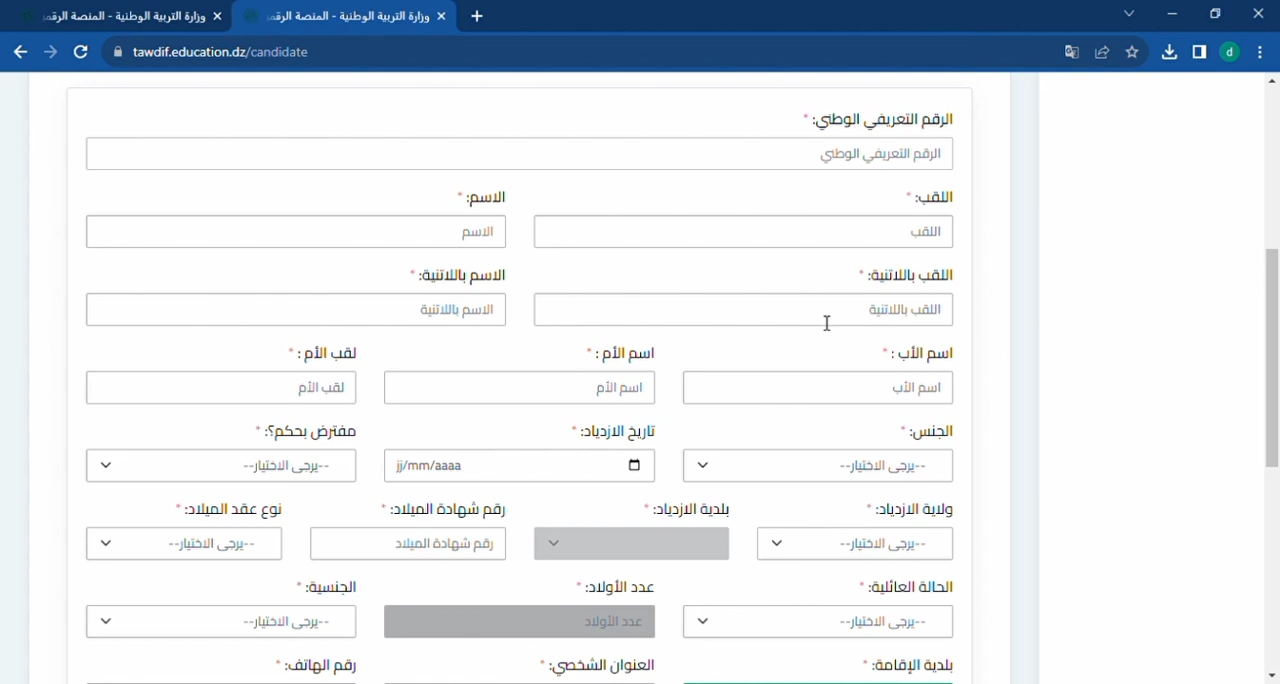 وزارة التربية الوطنية - المنصة الرقم
وزارة التربية الوطنية - المنصة الرقم
tawdif.education.dz/candidate
d
الرقم التعريفي الوطني: *
الرقم التعريفي الوطني
اللقب: * الاسم: *
اللقب الاسم
اللقب باللاتنية: * الاسم باللاتنية: *
اللقب باللاتنية الاسم باللاتنية
اسم الأب : * اسم الأم : * لقب الأم : *
اسم الأب اسم الأم لقب الأم
الجنس: * تاريخ الازدياد: * مفترض بحكم؟: *
--يرجى الاختيار-- jj/mm/aaaa --يرجى الاختيار--
ولاية الازدياد: * بلدية الازدياد: * رقم شهادة الميلاد: * نوع عقد الميلاد: *
--يرجى الاختيار-- رقم شهادة الميلاد --يرجى الاختيار--
الحالة العائلية: * عدد الأولاد: * الجنسية: *
--يرجى الاختيار-- عدد الأولاد --يرجى الاختيار--
بلدية الإقامة: * العنوان الشخصي: * رقم الهاتف: *